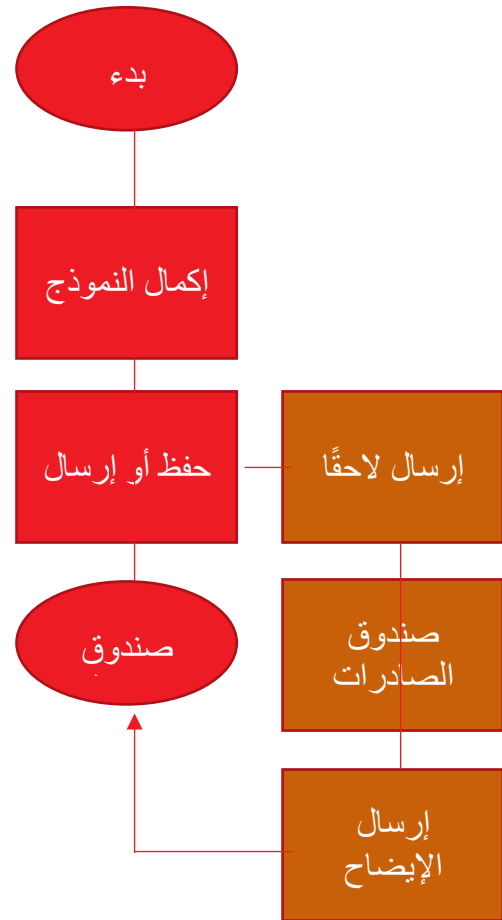 بدء
إكمال النموذج
حفظ أو إرسال
إرسال لاحقًا
صندوق
صندوق
الصادرات
إرسال
الإيضاح